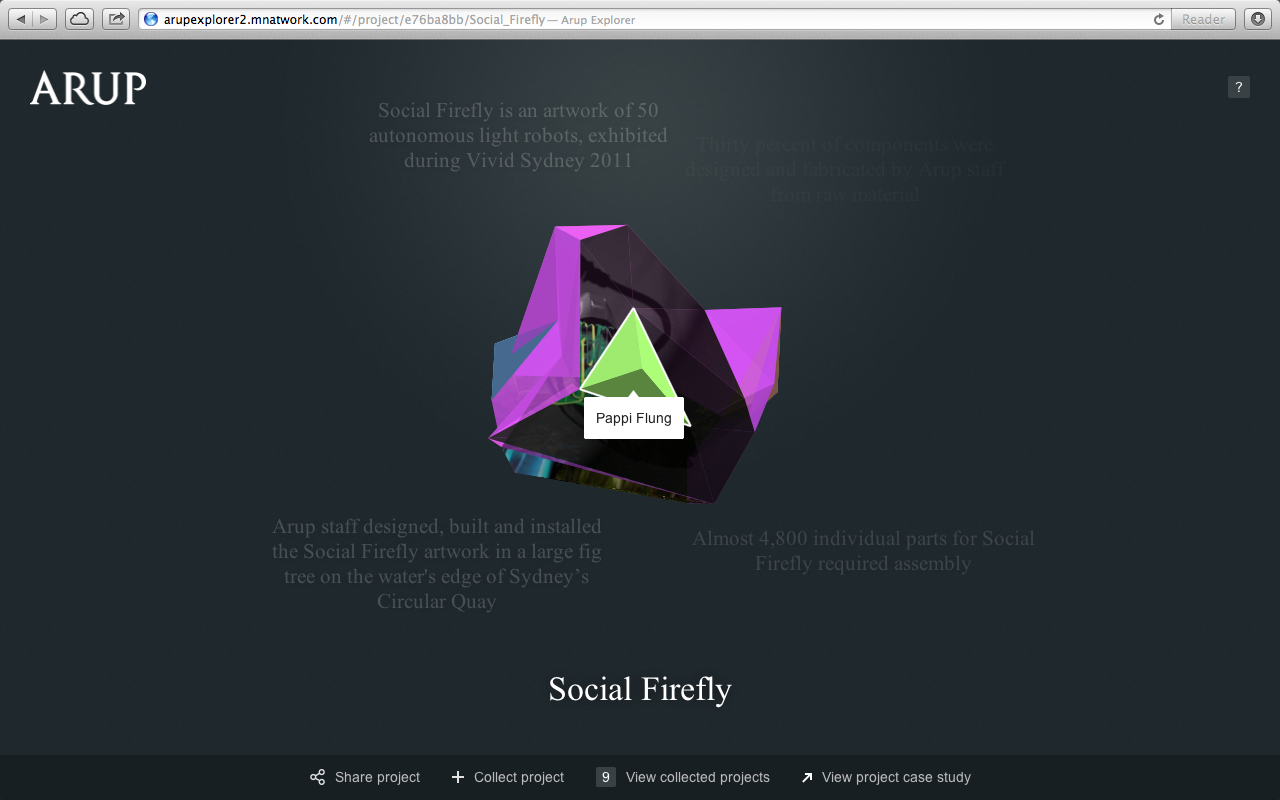 arupexplorer2.mnatwork.com/#/project/e76ba8bb/Social_Firefly — Arup Explorer
Reader
ARUP
?
Social Firefly is an artwork of 50
autonomous light robots, exhibited
during Vivid Sydney 2011
Thirty percent of components were
designed and fabricated by Arup staff
from raw material
Pappi Flung
Arup staff designed, built and installed
the Social Firefly artwork in a large fig
tree on the water's edge of Sydney’s
Circular Quay
Almost 4,800 individual parts for Social
Firefly required assembly
Social Firefly
Share project
Collect project
9 View collected projects
View project case study